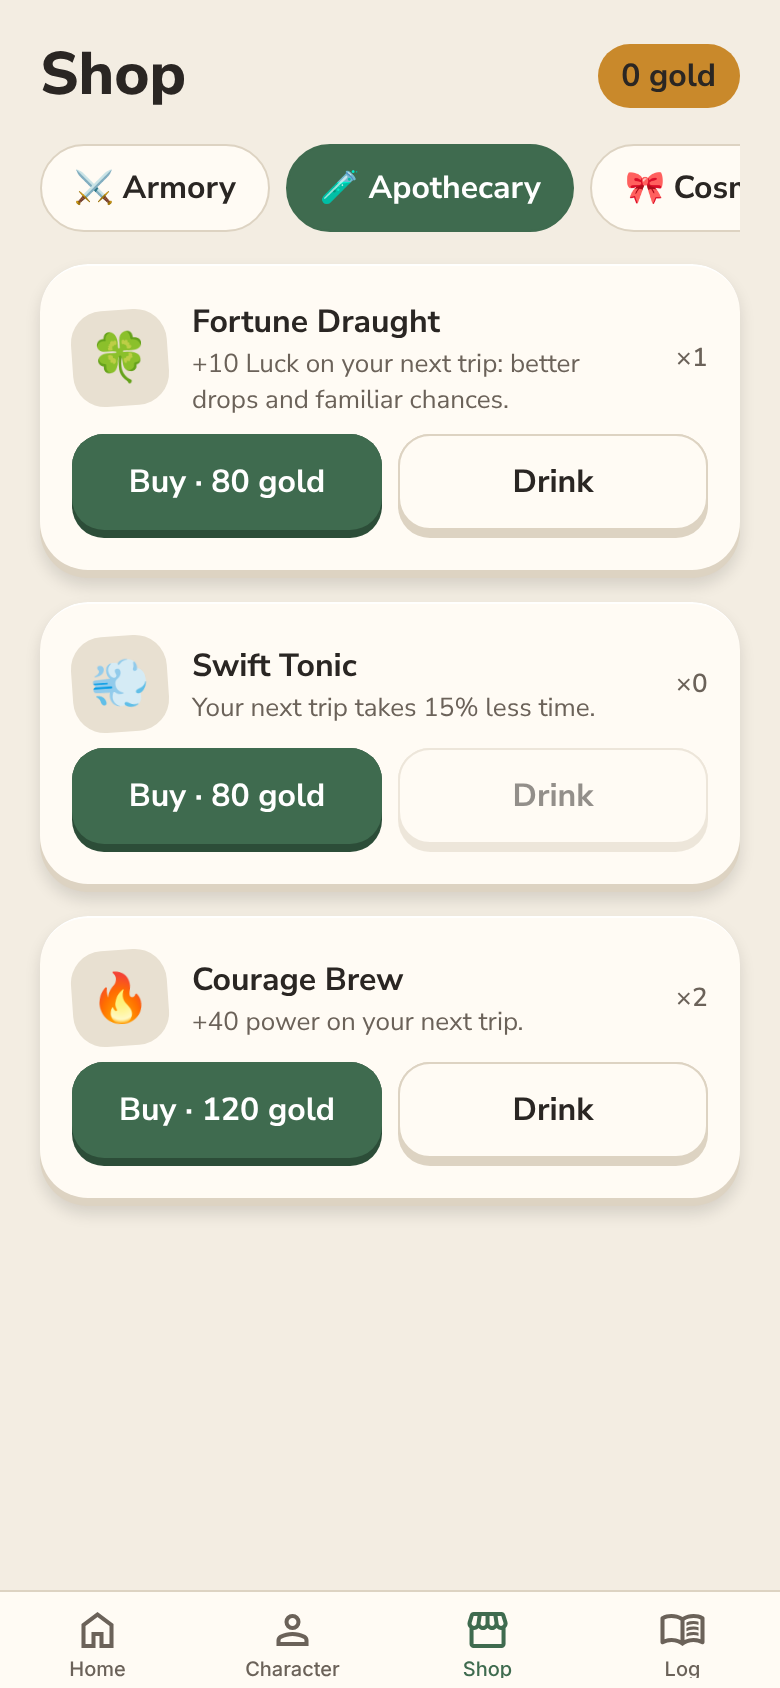 Shop
0 gold
Armory
Apothecary
Fortune Draught
+10 Luck on your next trip: better
drops and familiar chances.
×1
Buy · 80 gold
Drink
Swift Tonic
Your next trip takes 15% less time.
×0
Buy · 80 gold
Drink
Courage Brew
+40 power on your next trip.
×2
Buy · 120 gold
Drink
Home
Character
Shop
Log